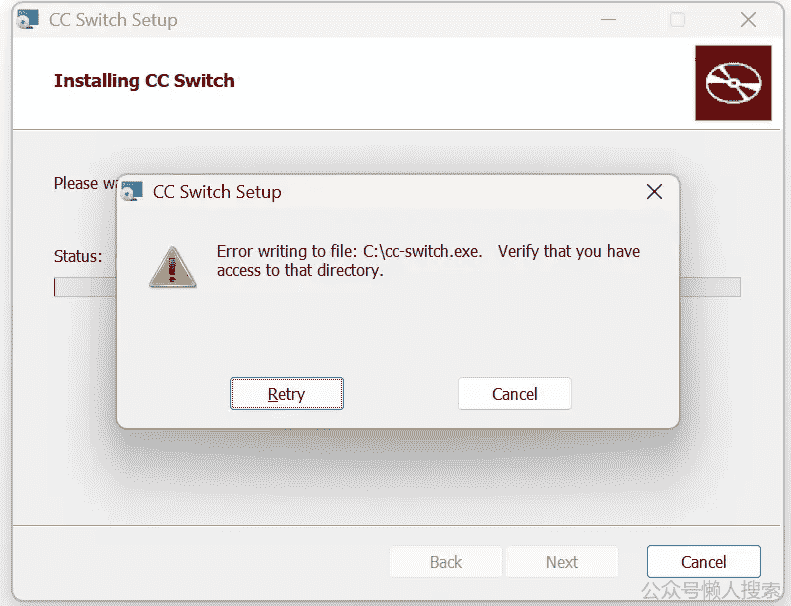 CC Switch Setup
Installing CC Switch
Please wa
CC Switch Setup
Status:
Error writing to file: C:\cc-switch.exe. Verify that you have
access to that directory.
Retry
Cancel
Back
Next
Cancel
公众号懒人搜索